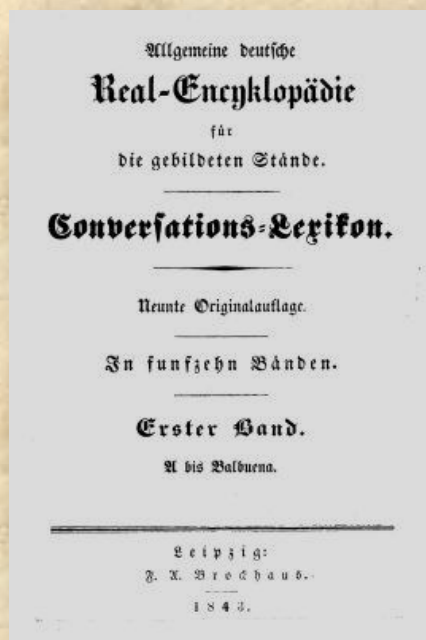 Allgemeine deutsche
Real-Encyklopädie
für
die gebildeten Stände.
Conversations-Lexikon.
Neunte Originalauflage.
In funfzehn Bänden.
Erster Band.
A bis Balbuena.
Leipzig:
F. A. Brockhaus.
1843.